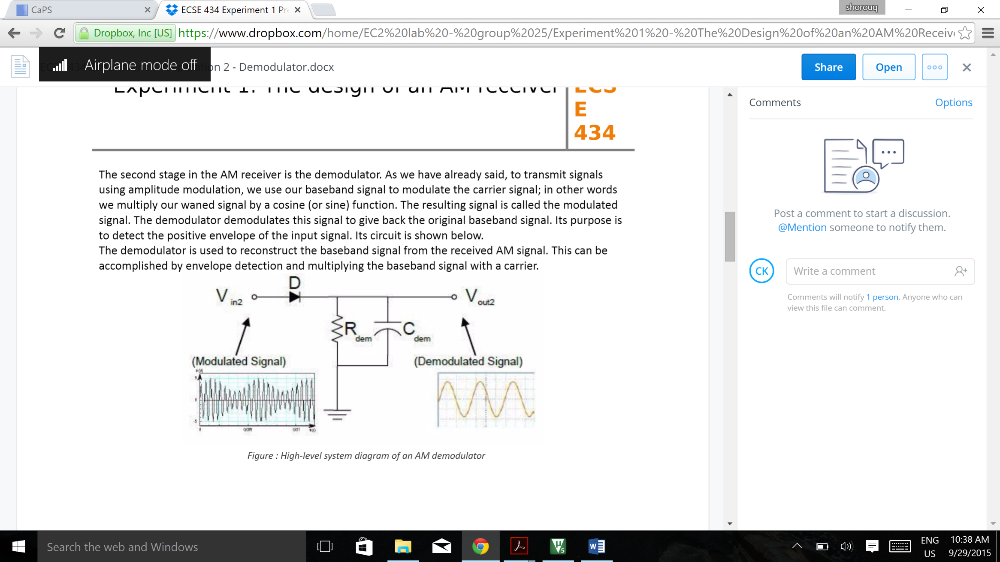 CaPS
ECSE 434 Experiment 1 Pr
shorouq
Dropbox, Inc [US] https://www.dropbox.com/home/EC2%20lab%20-%20group%2025/Experiment%201%20-%20The%20Design%20of%20an%20AM%20Receiv
Airplane mode off
on 2 - Demodulator.docx
Share
Open
Experiment 1: The design of an AM receiver
ECS
E
434
The second stage in the AM receiver is the demodulator. As we have already said, to transmit signals
using amplitude modulation, we use our baseband signal to modulate the carrier signal; in other words
we multiply our waned signal by a cosine (or sine) function. The resulting signal is called the modulated
signal. The demodulator demodulates this signal to give back the original baseband signal. Its purpose is
to detect the positive envelope of the input signal. Its circuit is shown below.
The demodulator is used to reconstruct the baseband signal from the received AM signal. This can be
accomplished by envelope detection and multiplying the baseband signal with a carrier.
D
V in2
V out2
R dem
C dem
(Modulated Signal)
(Demodulated Signal)
Figure : High-level system diagram of an AM demodulator
Comments
Options
Post a comment to start a discussion.
@Mention someone to notify them.
CK
Write a comment
Comments will notify 1 person. Anyone who can
view this file can comment.
Search the web and Windows
ENG
US
10:38 AM
9/29/2015